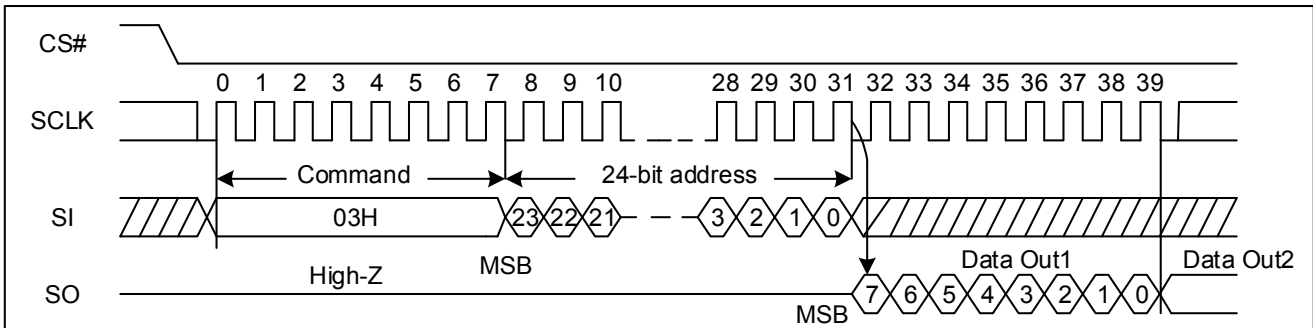 CS#
0 1 2 3 4 5 6 7 8 9 10 28 29 30 31 32 33 34 35 36 37 38 39
SCLK
Command 24-bit address
SI 03H 23 22 21 3 2 1 0
High-Z MSB Data Out1 Data Out2
SO 7 6 5 4 3 2 1 0
MSB